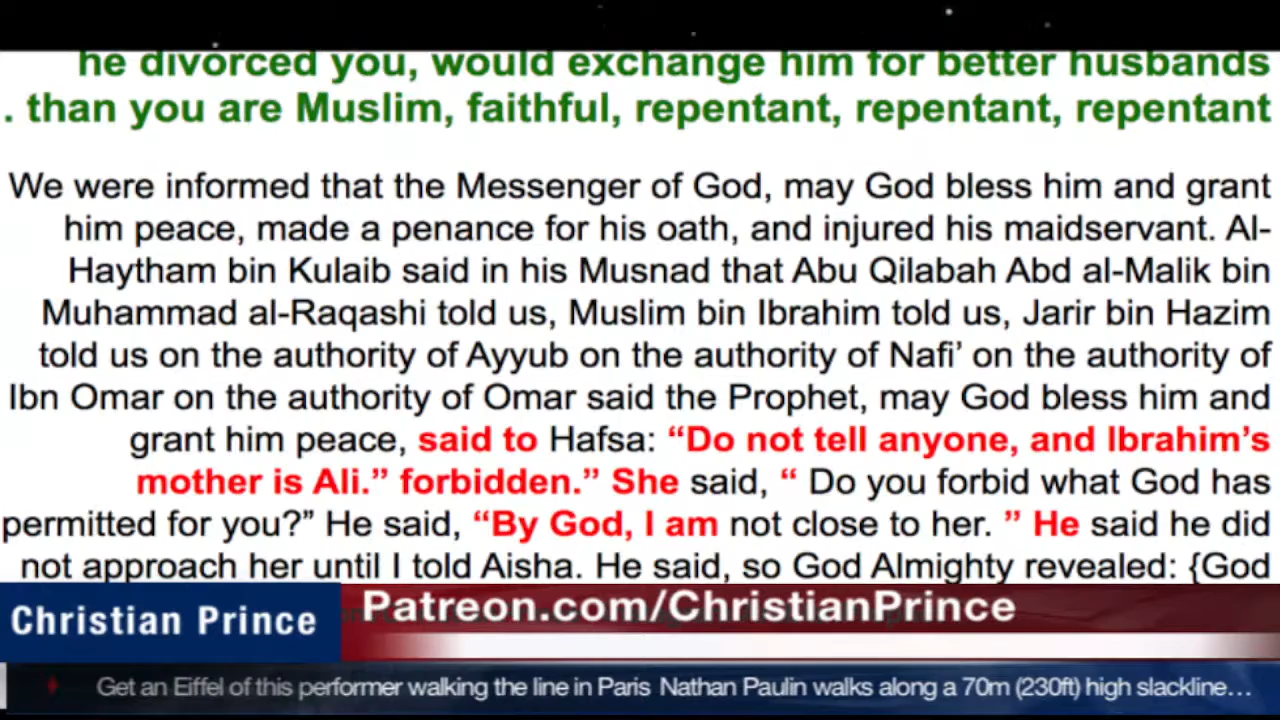 he divorced you, would exchange him for better husbands
. than you are Muslim, faithful, repentant, repentant, repentant
We were informed that the Messenger of God, may God bless him and grant
him peace, made a penance for his oath, and injured his maidservant. Al-
Haytham bin Kulaib said in his Musnad that Abu Qilabah Abd al-Malik bin
Muhammad al-Raqashi told us, Muslim bin Ibrahim told us, Jarir bin Hazim
told us on the authority of Ayyub on the authority of Nafi’ on the authority of
Ibn Omar on the authority of Omar said the Prophet, may God bless him and
grant him peace, said to Hafsa: “Do not tell anyone, and Ibrahim’s
mother is Ali.” forbidden.” She said, “ Do you forbid what God has
permitted for you?” He said, “By God, I am not close to her. ” He said he did
not approach her until I told Aisha. He said, so God Almighty revealed: {God
Christian Prince
Patreon.com/ChristianPrince
Get an Eiffel of this performer walking the line in Paris Nathan Paulin walks along a 70m (230ft) high slackline...